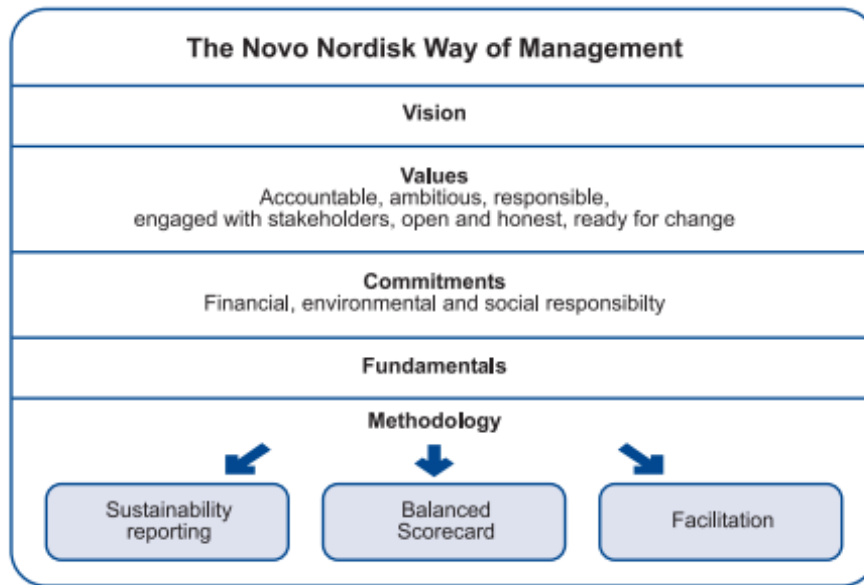 The Novo Nordisk Way of Management
Vision
Values
Accountable, ambitious, responsible,
engaged with stakeholders, open and honest, ready for change
Commitments
Financial, environmental and social responsibilty
Fundamentals
Methodology
Sustainability
reporting
Balanced
Scorecard
Facilitation